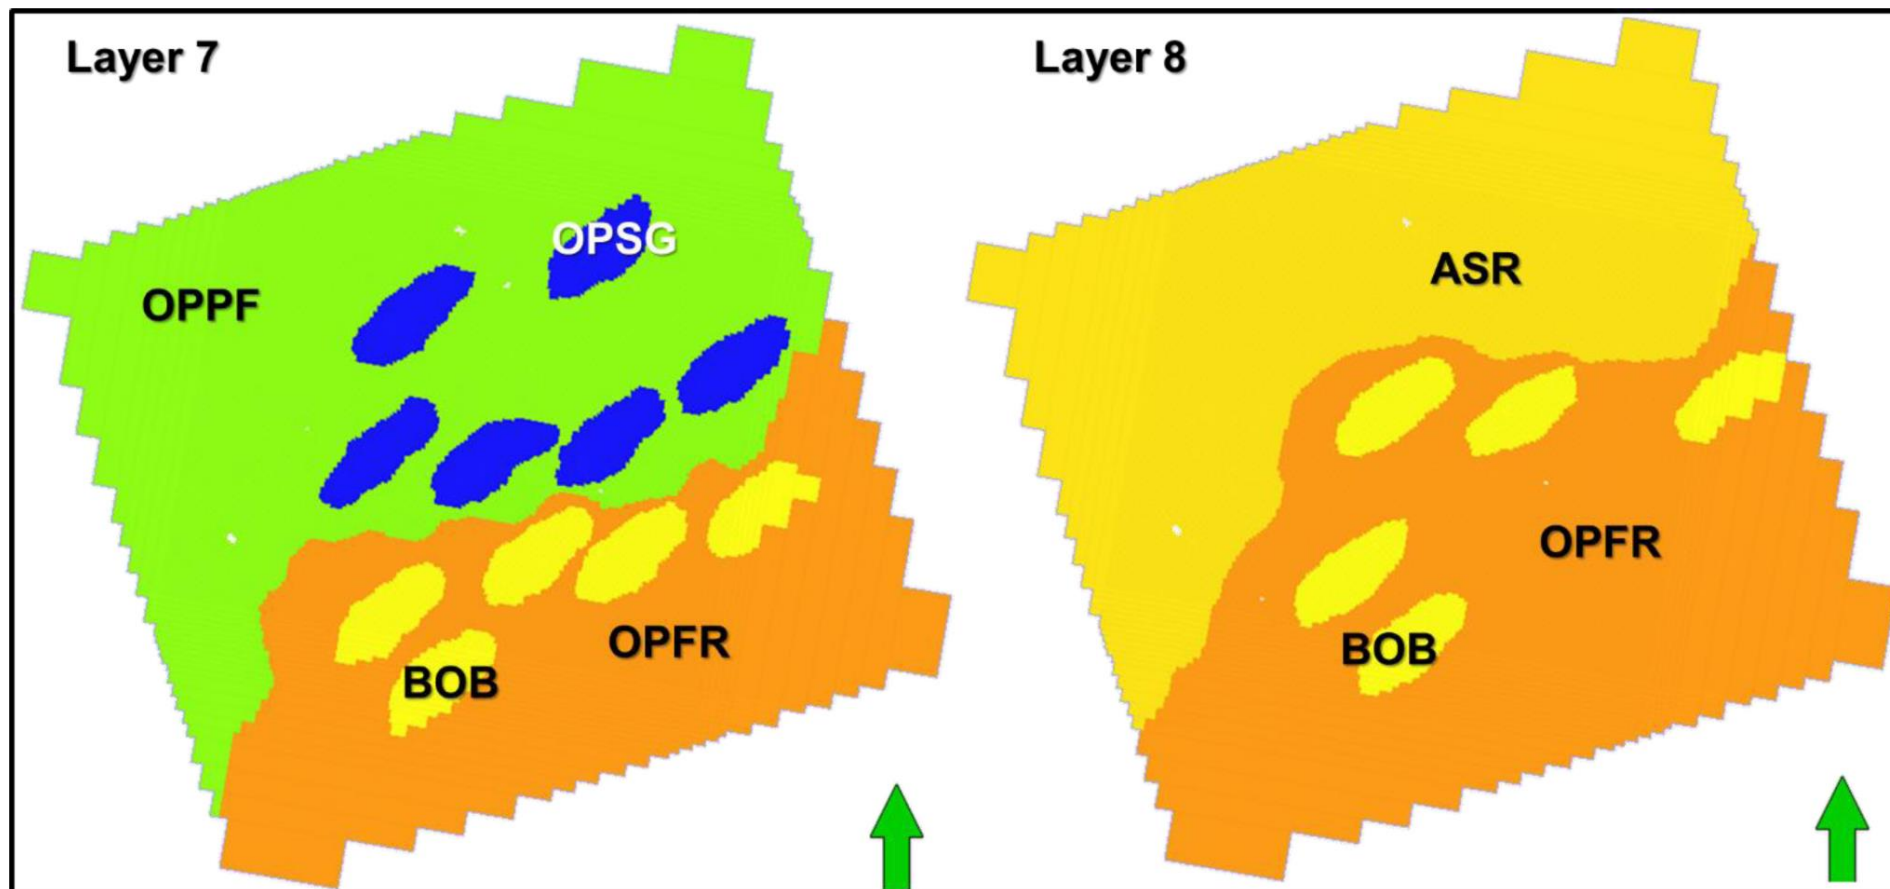 Layer 7
Layer 8
OPSG
OPPF
ASR
OPFR
OPFR
BOB
BOB